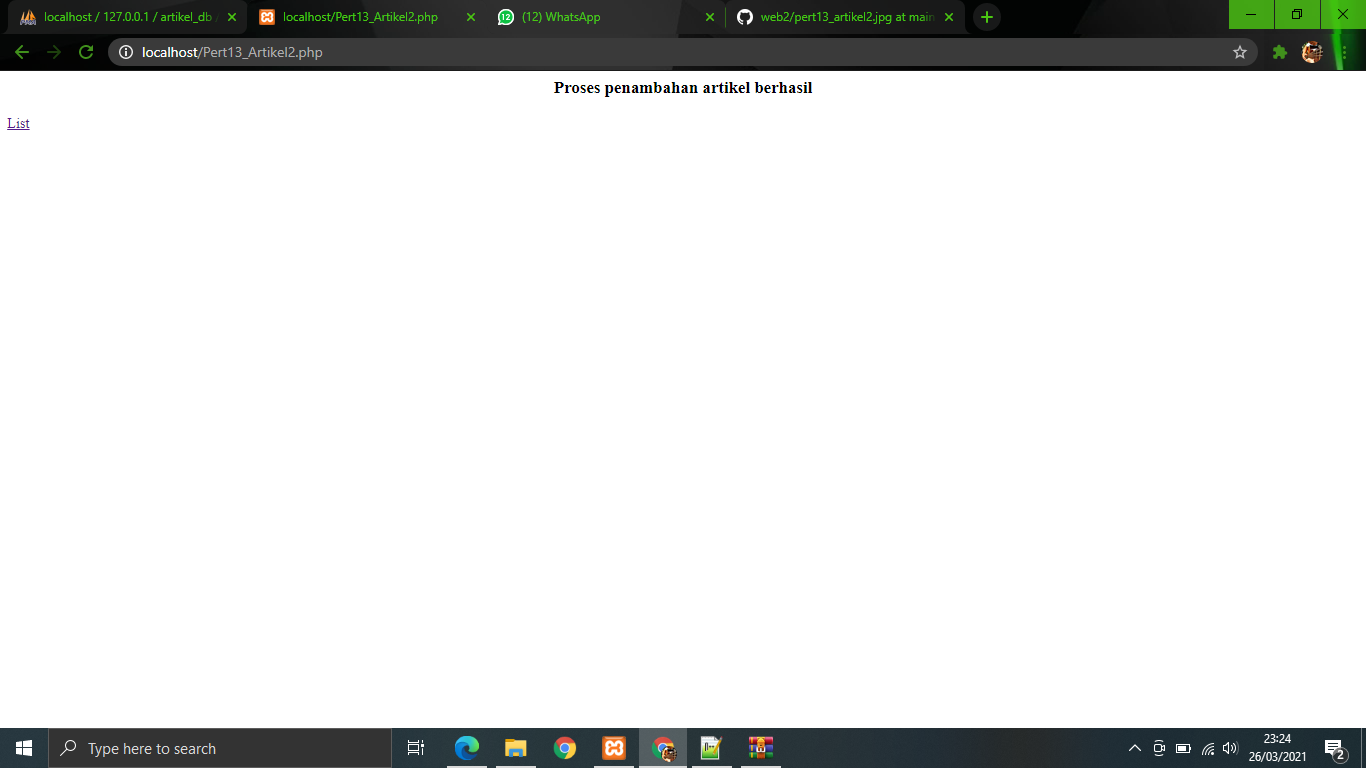 localhost / 127.0.0.1 / artikel_db /
localhost/Pert13_Artikel2.php
12
(12) WhatsApp
web2/pert13_artikel2.jpg at main
localhost/Pert13_Artikel2.php
Proses penambahan artikel berhasil
List
Type here to search
23:24
26/03/2021
2